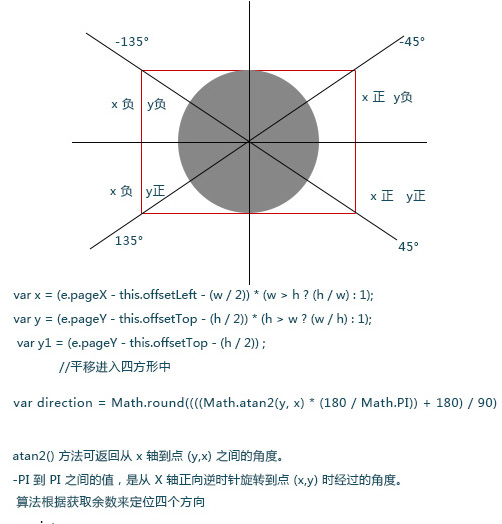 -135°
-45°
x 负 y负
x 正 y负
x 负 y正
x 正 y正
135°
45°
var x = (e.pageX - this.offsetLeft - (w / 2)) * (w > h ? (h / w) : 1);
var y = (e.pageY - this.offsetTop - (h / 2)) * (h > w ? (w / h) : 1);
var y1 = (e.pageY - this.offsetTop - (h / 2)) ;
//平移进入四方形中
var direction = Math.round((((Math.atan2(y, x) * (180 / Math.PI)) + 180) / 90)
atan2() 方法可返回从 x 轴到点 (y,x) 之间的角度。
-PI 到 PI 之间的值，是从 X 轴正向逆时针旋转到点 (x,y) 时经过的角度。
算法根据获取余数来定位四个方向